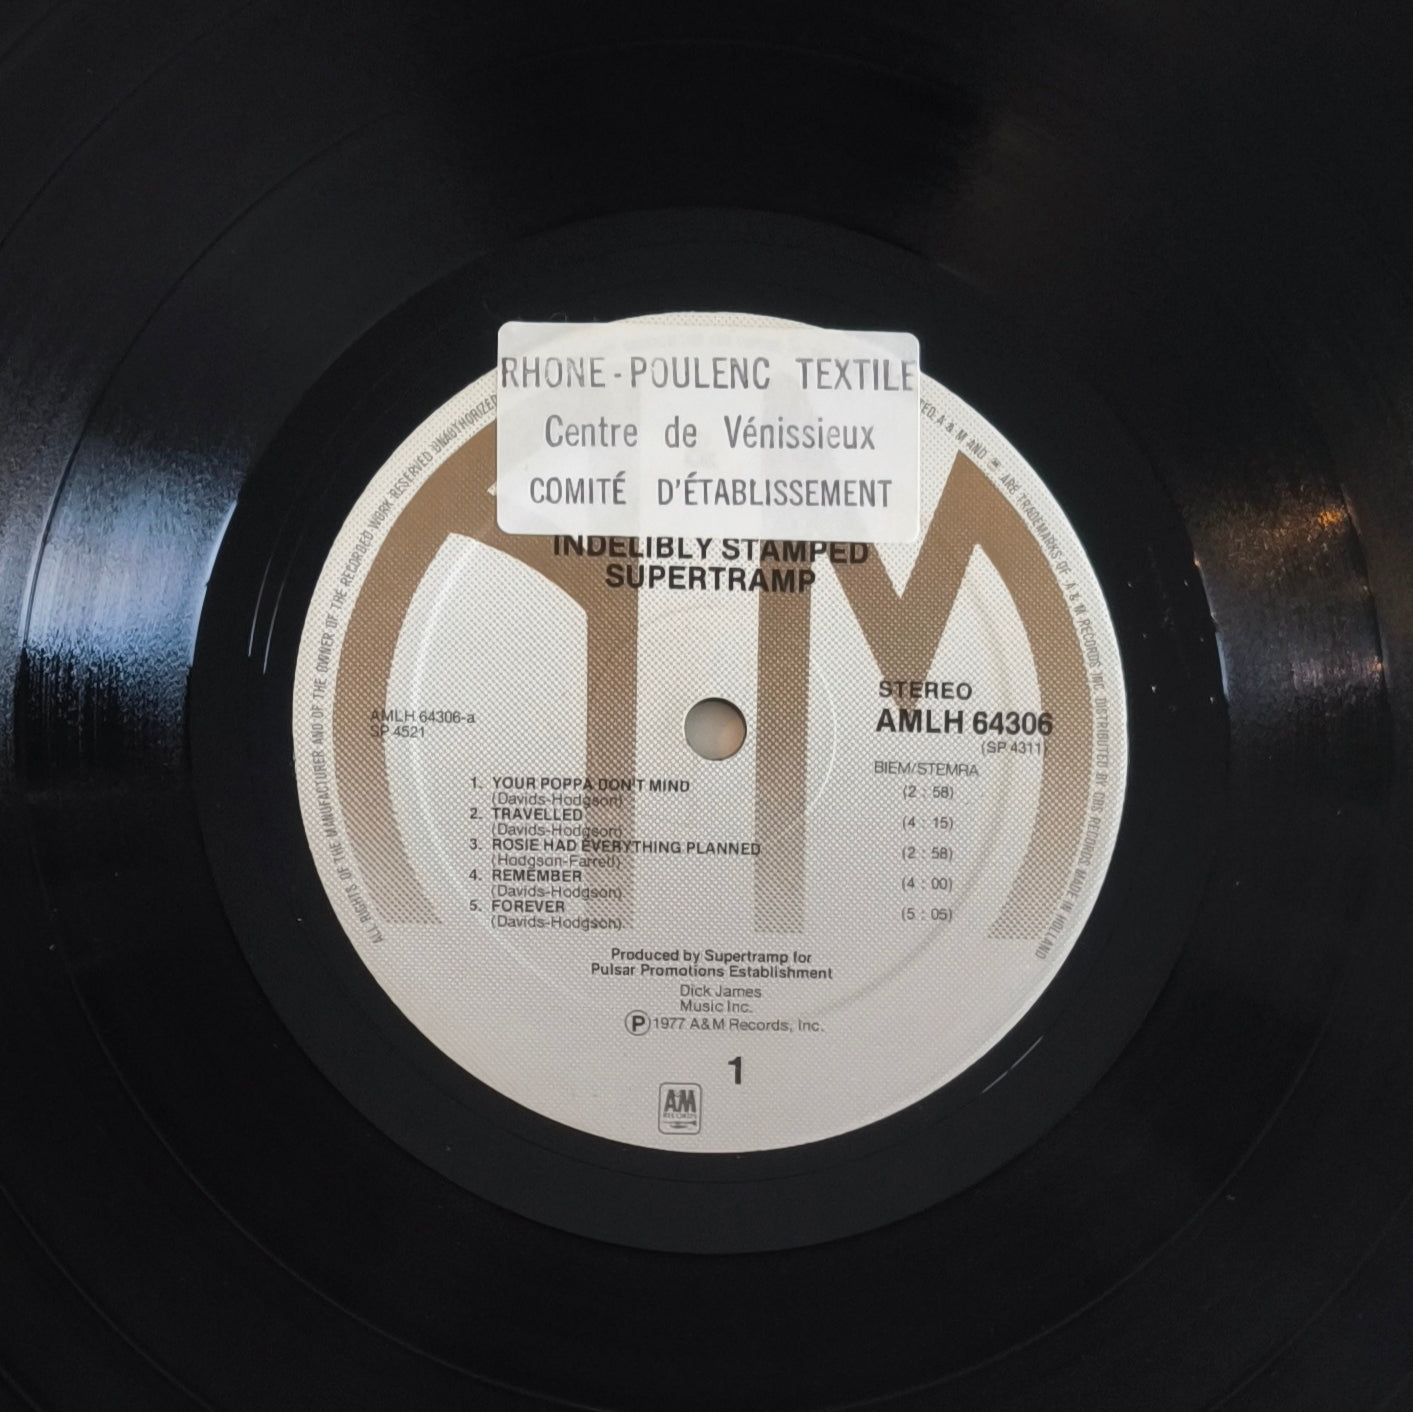 RHONE-POULENC TEXTILE
Centre de Vénissieux
COMITÉ D'ÉTABLISSEMENT
INDELIBLY STAMPED
SUPERTRAMP
STEREO
AMLH 64306
(SP 4311)
BIEM/STEMRA
AMLH 64306-a
SP 4521
1. YOUR POPPA DON'T MIND (2 : 58)
(Davids-Hodgson)
2. TRAVELLED (4 : 15)
(Davids-Hodgson)
3. ROSIE HAD EVERYTHING PLANNED (2 : 58)
(Hodgson-Farrell)
4. REMEMBER (4 : 00)
(Davids-Hodgson)
5. FOREVER (5 : 05)
(Davids-Hodgson)
Produced by Supertramp for
Pulsar Promotions Establishment
Dick James
Music Inc.
Ⓟ1977 A&M Records, Inc.
1
AM
RECORDS
ALL RIGHTS OF THE MANUFACTURER AND OF THE OWNER OF THE RECORDED WORK RESERVED UNAUTHORIZED
A & M AND ARE TRADEMARKS OF A & M RECORDS INC. DISTRIBUTED BY CBS RECORDS MADE IN HOLLAND